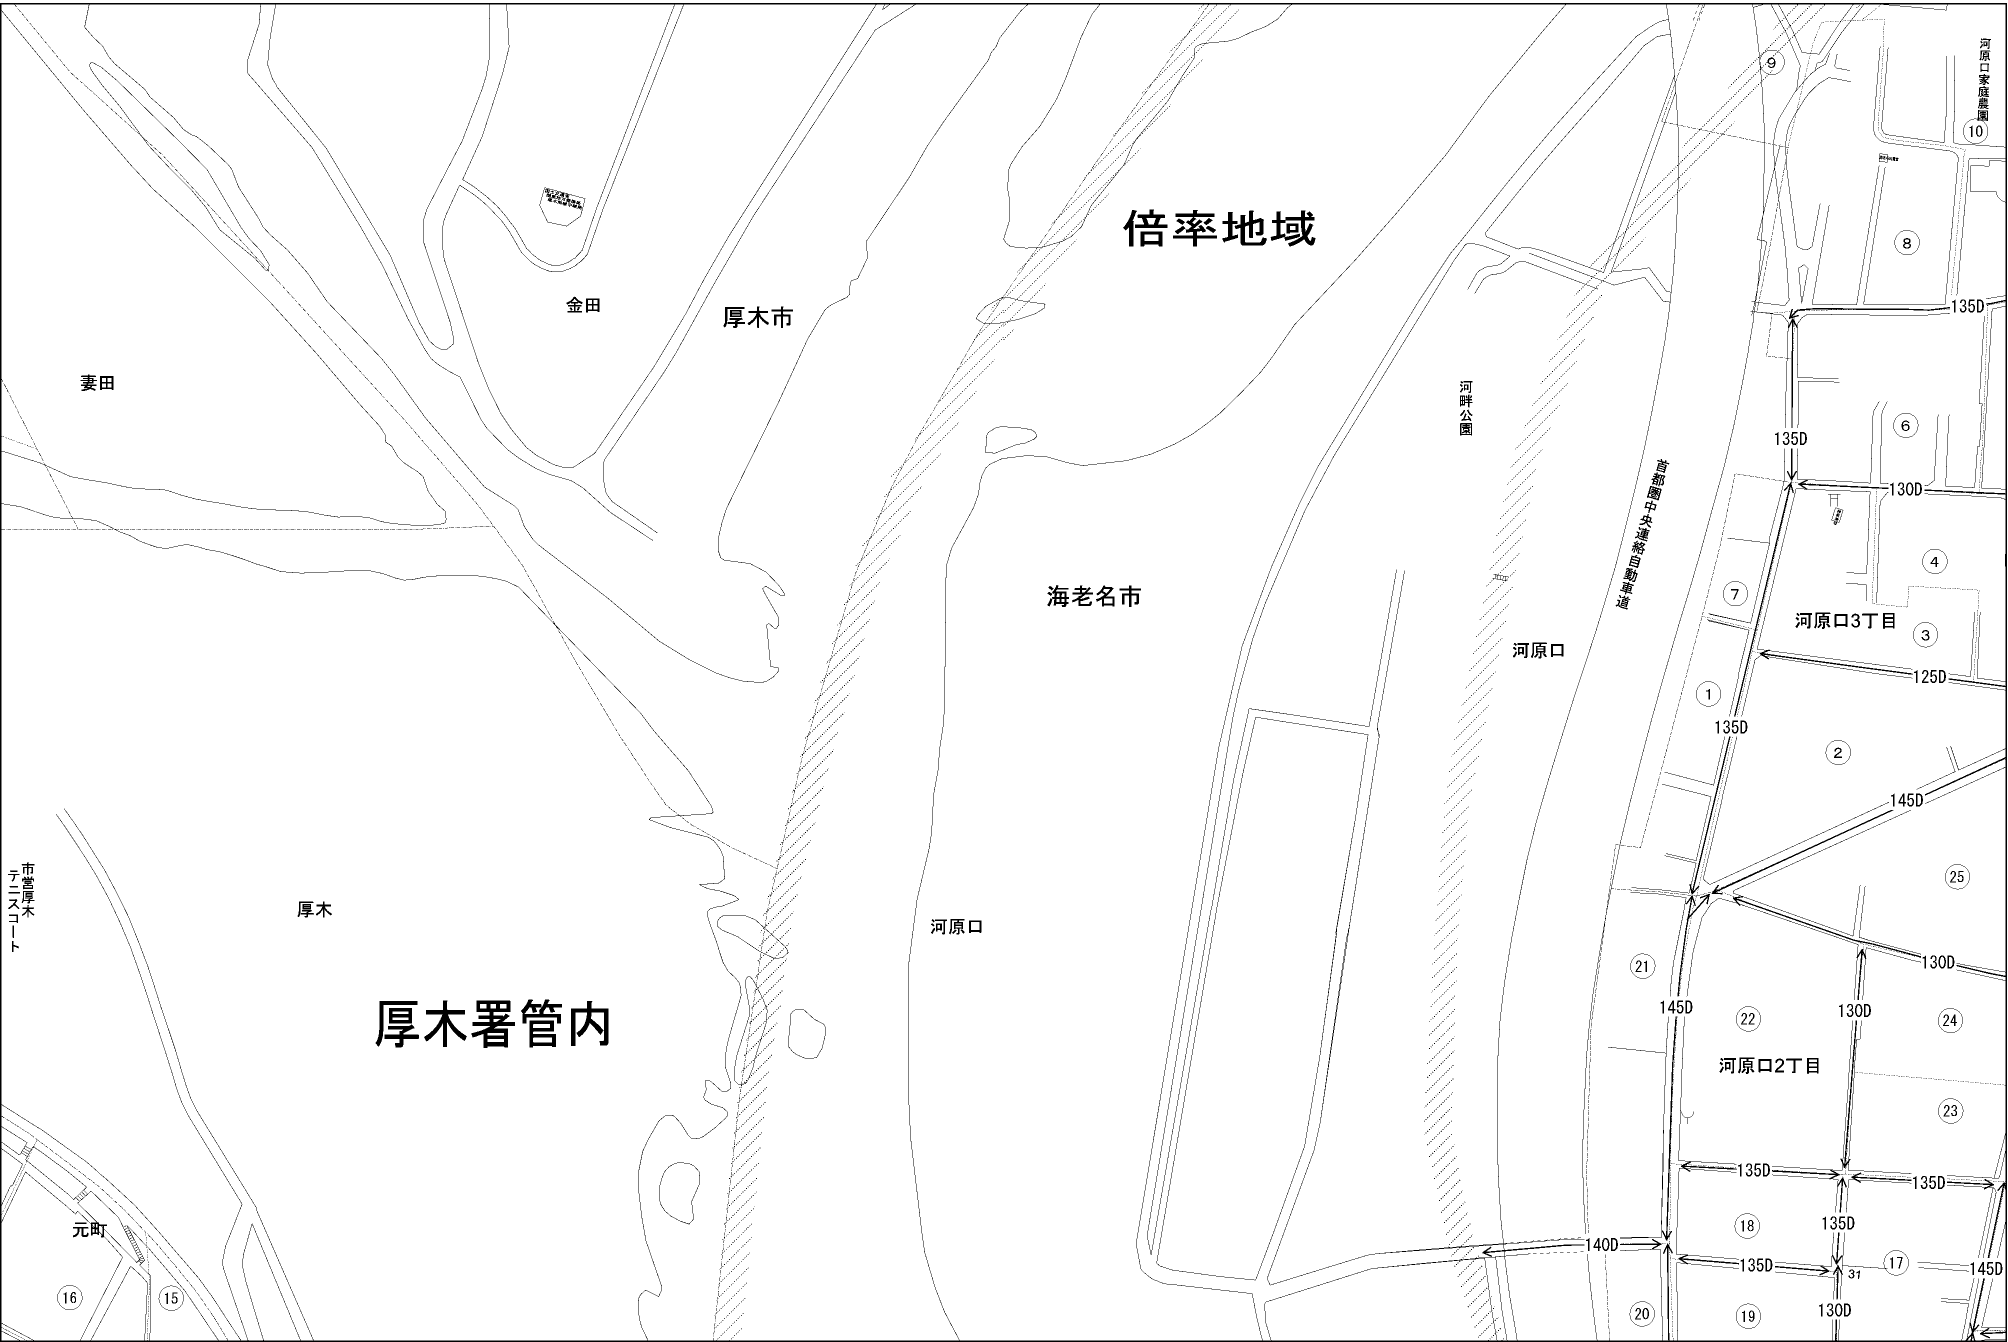 河原口家庭農園
9
10
倍率地域
8
金田
厚木市
135D
妻田
河畔公園
6
135D
130D
首都圏中央連絡自動車道
4
海老名市
7
河原口3丁目
3
河原口
125D
1
135D
2
145D
市営厚木
テニスコート
25
厚木
河原口
130D
21
145D
22
130D
24
厚木署管内
河原口2丁目
23
135D
135D
元町
18
135D
140D
17
135D
145D
31
16
15
20
19
130D